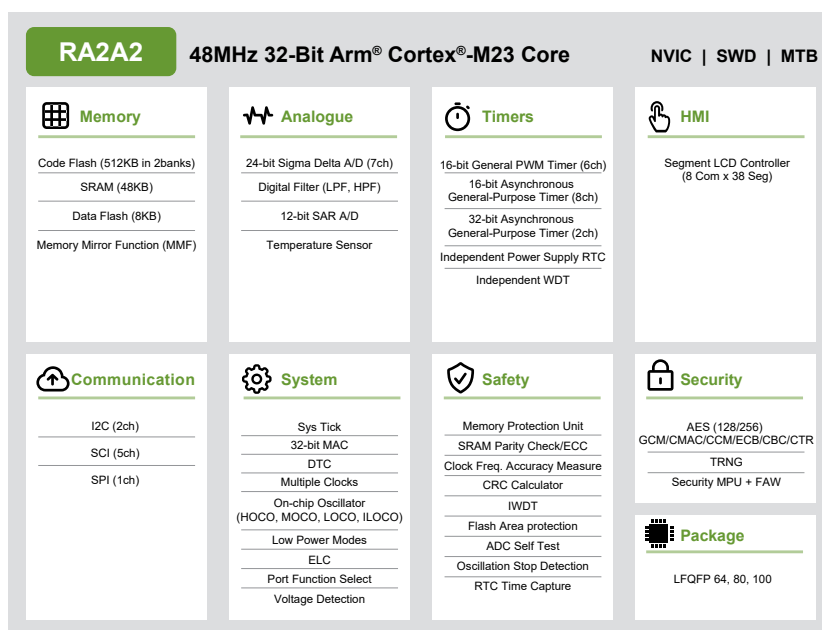 RA2A2
48MHz 32-Bit Arm® Cortex®-M23 Core
NVIC | SWD | MTB
Memory
Code Flash (512KB in 2banks)
SRAM (48KB)
Data Flash (8KB)
Memory Mirror Function (MMF)
Analogue
24-bit Sigma Delta A/D (7ch)
Digital Filter (LPF, HPF)
12-bit SAR A/D
Temperature Sensor
Timers
16-bit General PWM Timer (6ch)
16-bit Asynchronous
General-Purpose Timer (8ch)
32-bit Asynchronous
General-Purpose Timer (2ch)
Independent Power Supply RTC
Independent WDT
HMI
Segment LCD Controller
(8 Com x 38 Seg)
Communication
I2C (2ch)
SCI (5ch)
SPI (1ch)
System
Sys Tick
32-bit MAC
DTC
Multiple Clocks
On-chip Oscillator
(HOCO, MOCO, LOCO, ILOCO)
Low Power Modes
ELC
Port Function Select
Voltage Detection
Safety
Memory Protection Unit
SRAM Parity Check/ECC
Clock Freq. Accuracy Measure
CRC Calculator
IWDT
Flash Area protection
ADC Self Test
Oscillation Stop Detection
RTC Time Capture
Security
AES (128/256)
GCM/CMAC/CCM/ECB/CBC/CTR
TRNG
Security MPU + FAW
Package
LFQFP 64, 80, 100